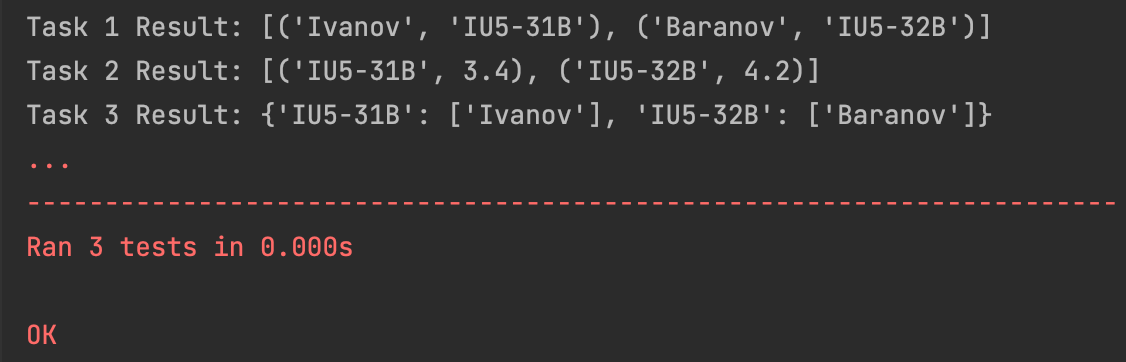 Task 1 Result: [('Ivanov', 'IU5-31B'), ('Baranov', 'IU5-32B')]
Task 2 Result: [('IU5-31B', 3.4), ('IU5-32B', 4.2)]
Task 3 Result: {'IU5-31B': ['Ivanov'], 'IU5-32B': ['Baranov']}
...
----------------------------------------------------------------------
Ran 3 tests in 0.000s
OK